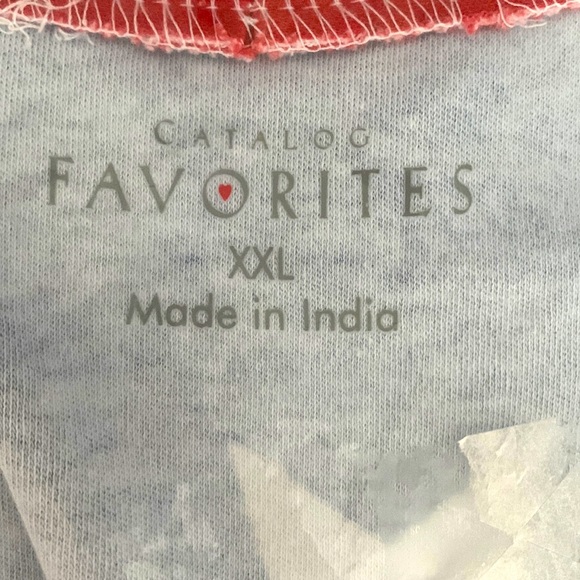 CATALOG
FAVORITES
XXL
Made in India